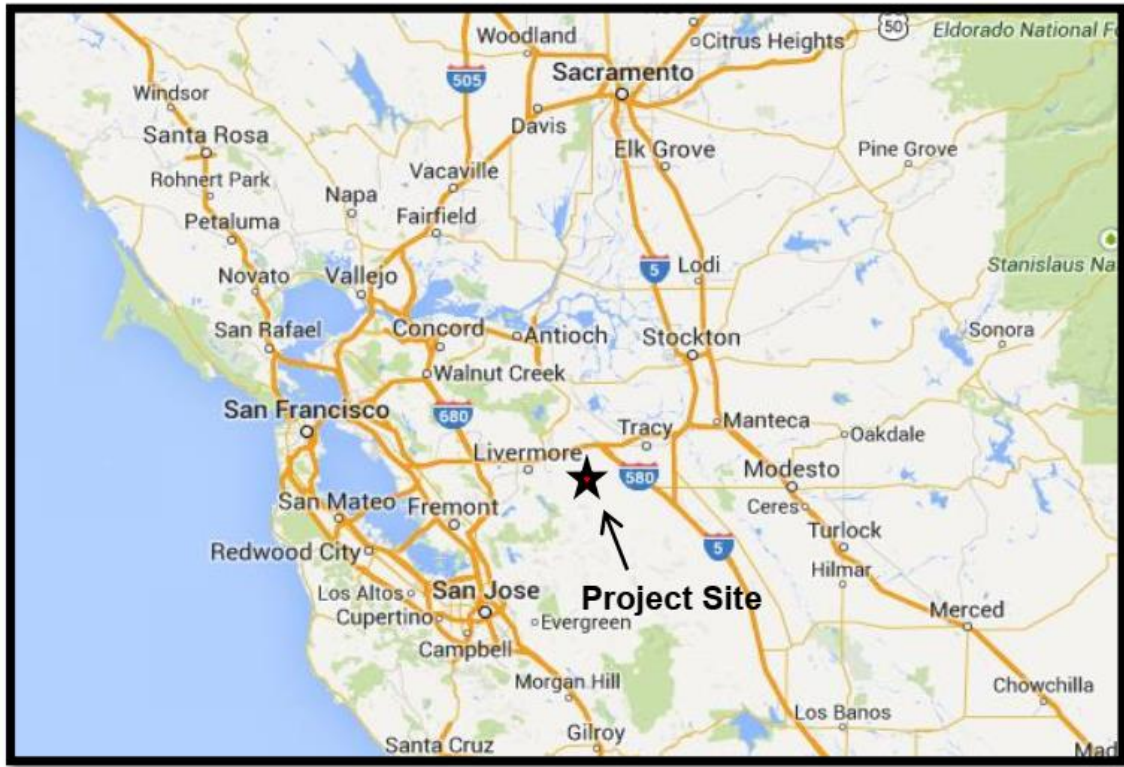 50
Eldorado National Fo
Woodland
Citrus Heights
505
Sacramento
Windsor
Davis
Santa Rosa
Elk Grove
Pine Grove
Vacaville
Rohnert Park
Napa
Petaluma
Fairfield
Novato
Vallejo
5
Lodi
Stanislaus Na
San Rafael
Concord
Antioch
Stockton
Sonora
Walnut Creek
San Francisco
680
Tracy
Manteca
Oakdale
Livermore
580
Modesto
San Mateo
Fremont
Ceres
Turlock
Redwood City
5
Hilmar
Los Altos
San Jose
Project Site
Merced
Cupertino
Evergreen
Campbell
Morgan Hill
Chowchilla
Los Banos
Gilroy
Santa Cruz
Mad